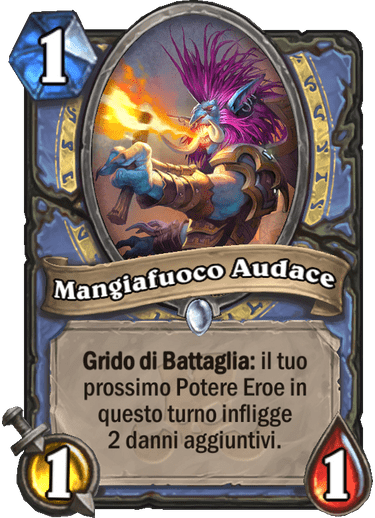 1
Mangiafuoco Audace
Grido di Battaglia: il tuo
prossimo Potere Eroe in
questo turno infligge
2 danni aggiuntivi.
1
1